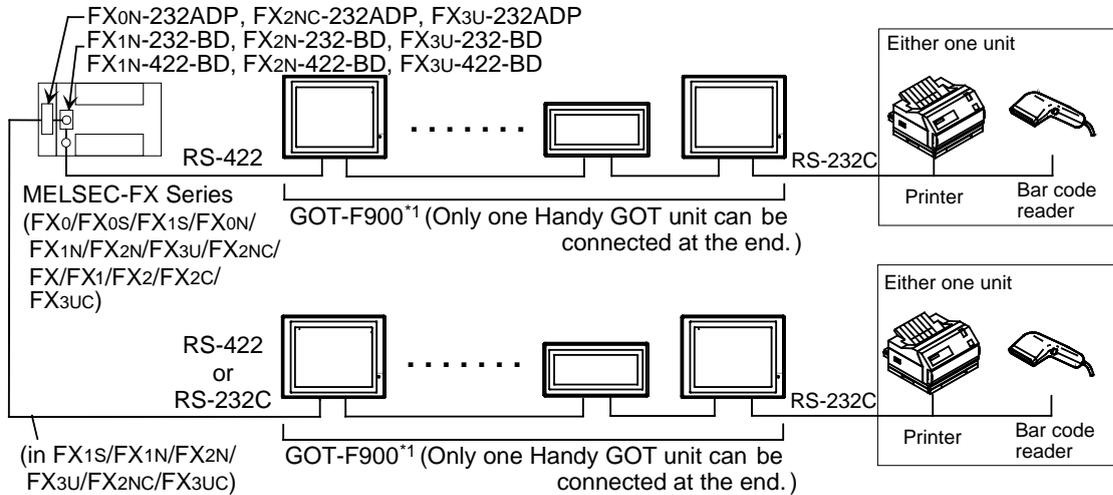 FX0N-232ADP, FX2NC-232ADP, FX3U-232ADP
FX1N-232-BD, FX2N-232-BD, FX3U-232-BD
FX1N-422-BD, FX2N-422-BD, FX3U-422-BD
Either one unit
RS-422
RS-232C
Printer
Bar code
reader
MELSEC-FX Series
(FX0/FX0S/FX1S/FX0N/
FX1N/FX2N/FX3U/FX2NC/
FX/FX1/FX2/FX2C/
FX3UC)
GOT-F900*1 (Only one Handy GOT unit can be
connected at the end.)
Either one unit
RS-422
or
RS-232C
RS-232C
Printer
Bar code
reader
(in FX1S/FX1N/FX2N/
FX3U/FX2NC/FX3UC)
GOT-F900*1 (Only one Handy GOT unit can be
connected at the end.)